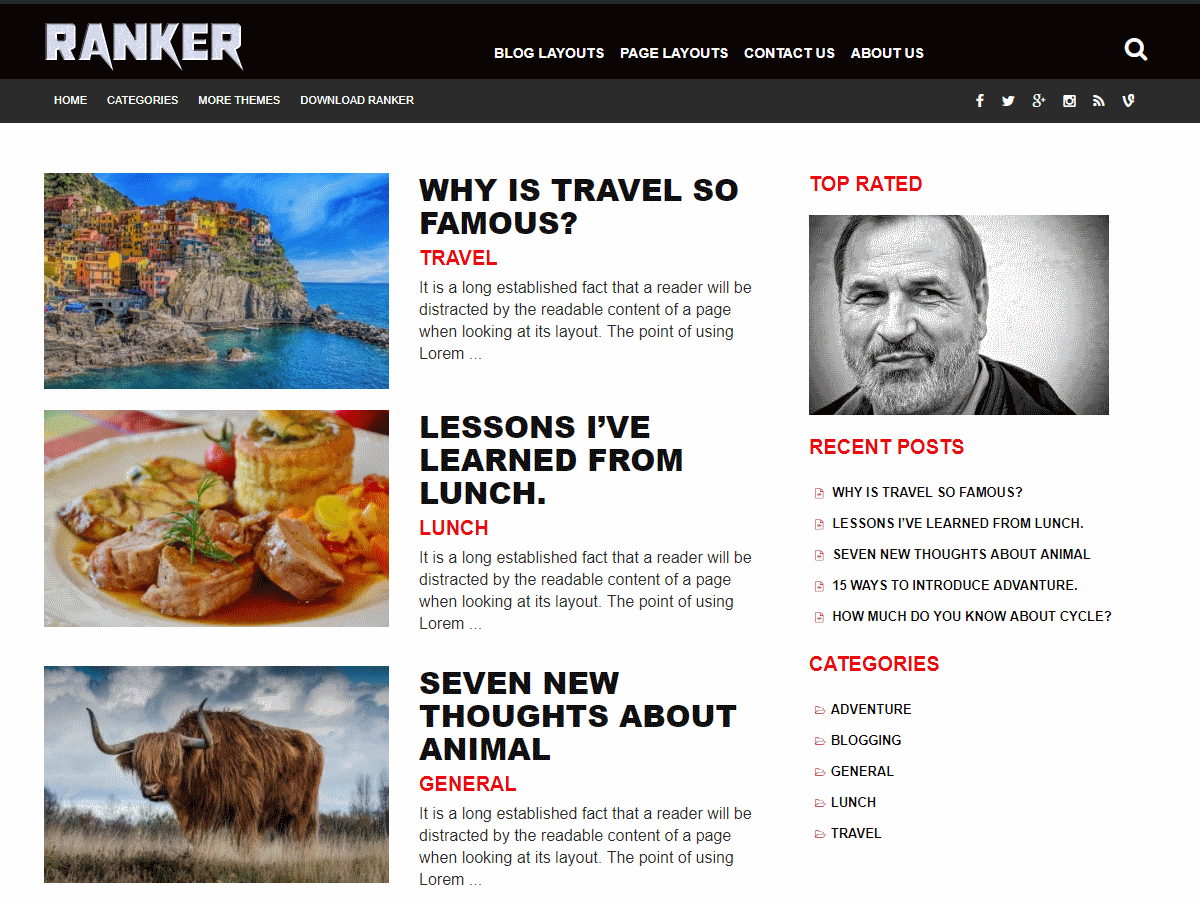 RANKER
BLOG LAYOUTS PAGE LAYOUTS CONTACT US ABOUT US
HOME CATEGORIES MORE THEMES DOWNLOAD RANKER
WHY IS TRAVEL SO
FAMOUS?
TRAVEL
It is a long established fact that a reader will be
distracted by the readable content of a page
when looking at its layout. The point of using
Lorem ...
LESSONS I’VE
LEARNED FROM
LUNCH.
LUNCH
It is a long established fact that a reader will be
distracted by the readable content of a page
when looking at its layout. The point of using
Lorem ...
SEVEN NEW
THOUGHTS ABOUT
ANIMAL
GENERAL
It is a long established fact that a reader will be
distracted by the readable content of a page
when looking at its layout. The point of using
Lorem ...
TOP RATED
RECENT POSTS
WHY IS TRAVEL SO FAMOUS?
LESSONS I’VE LEARNED FROM LUNCH.
SEVEN NEW THOUGHTS ABOUT ANIMAL
15 WAYS TO INTRODUCE ADVANTURE.
HOW MUCH DO YOU KNOW ABOUT CYCLE?
CATEGORIES
ADVENTURE
BLOGGING
GENERAL
LUNCH
TRAVEL